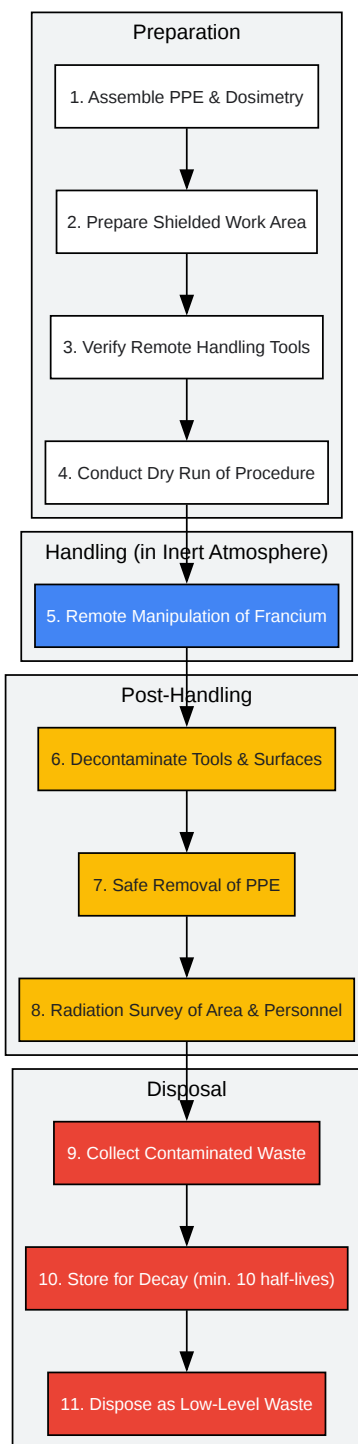 Preparation
1. Assemble PPE & Dosimetry
2. Prepare Shielded Work Area
3. Verify Remote Handling Tools
4. Conduct Dry Run of Procedure
Handling (in Inert Atmosphere)
5. Remote Manipulation of Francium
Post-Handling
6. Decontaminate Tools & Surfaces
7. Safe Removal of PPE
8. Radiation Survey of Area & Personnel
Disposal
9. Collect Contaminated Waste
10. Store for Decay (min. 10 half-lives)
11. Dispose as Low-Level Waste